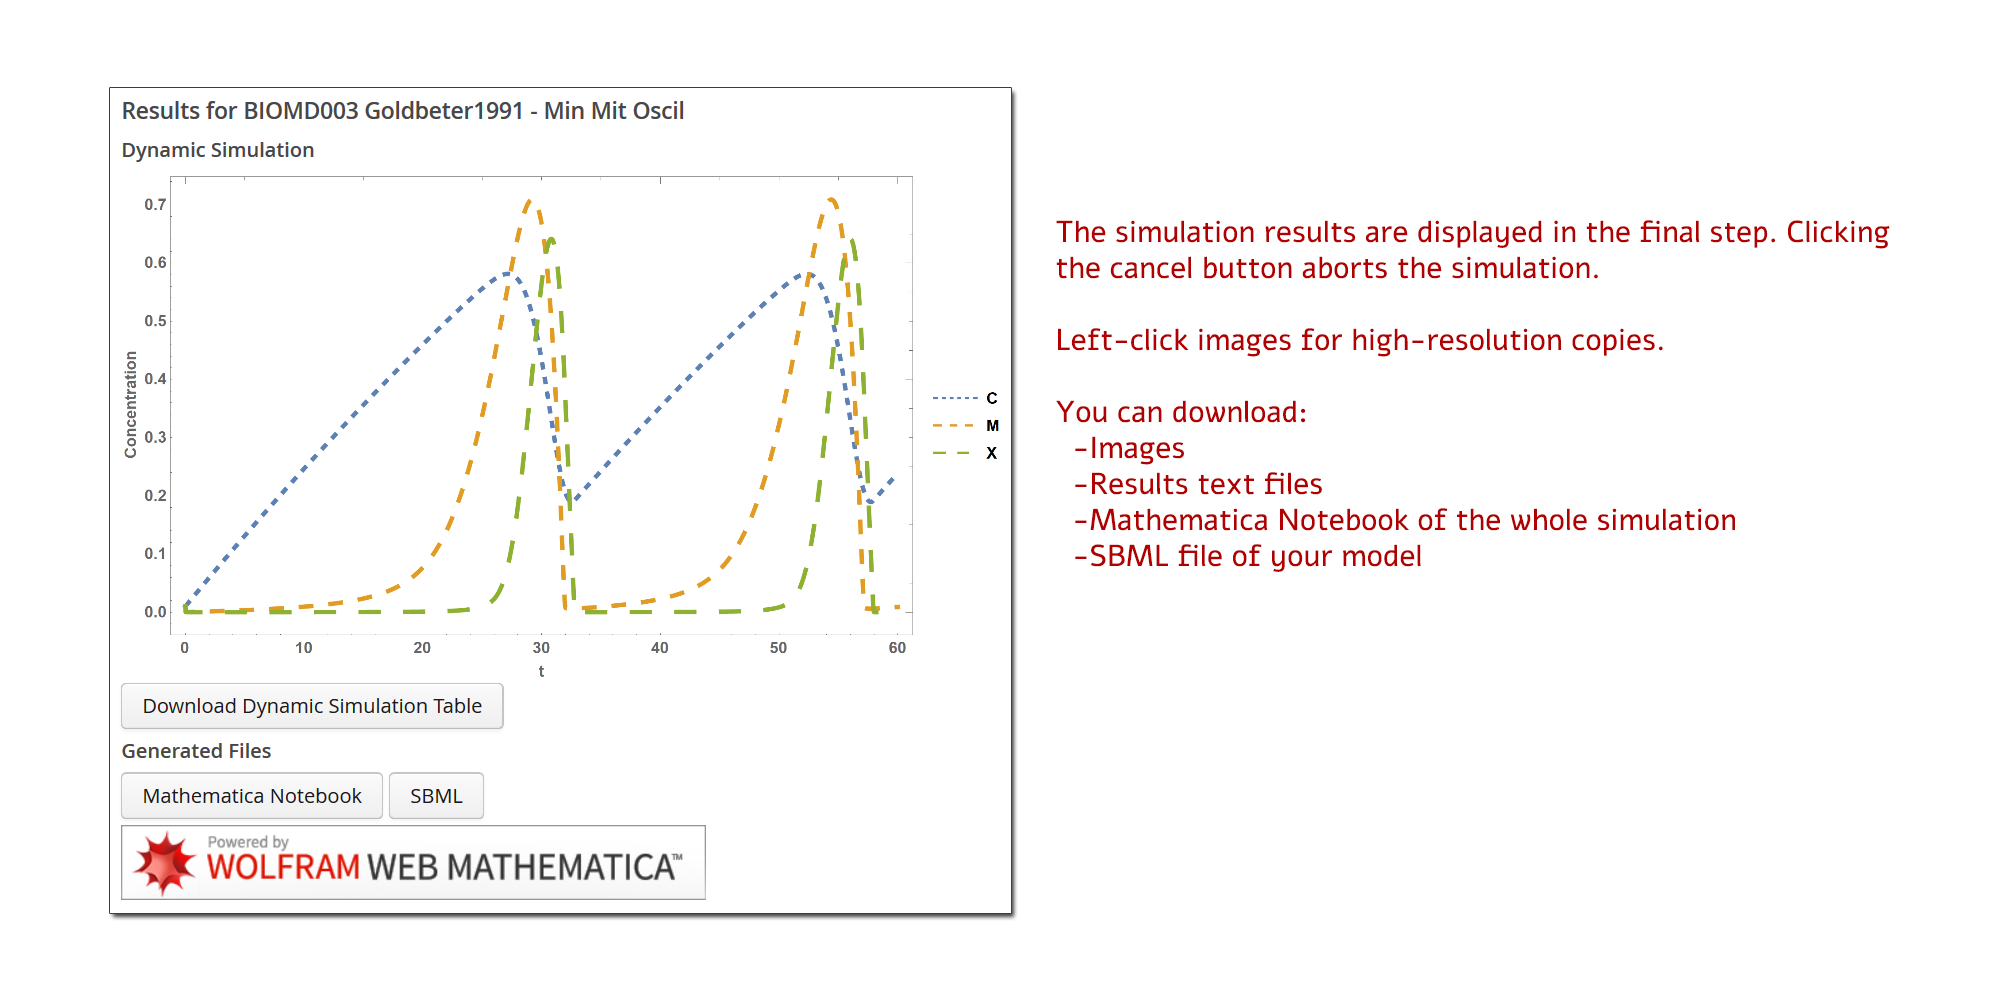 Results for BIOMD003 Goldbeter1991 - Min Mit Oscil
Dynamic Simulation
0.7
0.6
0.5
0.4
0.3
0.2
0.1
0.0
Concentration
0 10 20 30 40 50 60
t
C
M
X
Download Dynamic Simulation Table
Generated Files
Mathematica Notebook SBML
Powered by
WOLFRAM WEB MATHEMATICA™
The simulation results are displayed in the final step. Clicking
the cancel button aborts the simulation.
Left-click images for high-resolution copies.
You can download:
-Images
-Results text files
-Mathematica Notebook of the whole simulation
-SBML file of your model